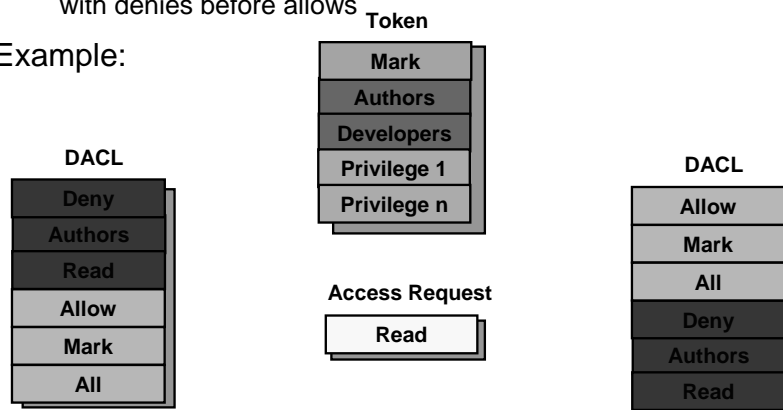 with denies before allows
Example:
Token
Mark
Authors
Developers
Privilege 1
Privilege n
DACL
Deny
Authors
Read
Allow
Mark
All
Access Request
Read
DACL
Allow
Mark
All
Deny
Authors
Read